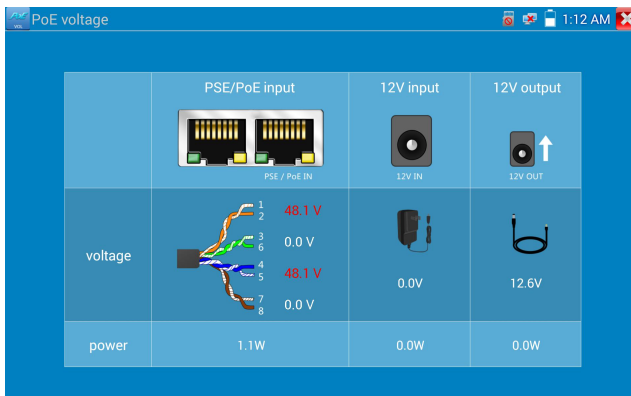 PoE voltage
1:12 AM
PSE/PoE input
12V input
12V output
PSE / PoE IN
12V IN
12V OUT
voltage
1
2
48.1 V
3
6
0.0 V
4
5
48.1 V
7
8
0.0 V
0.0V
12.6V
power
1.1W
0.0W
0.0W